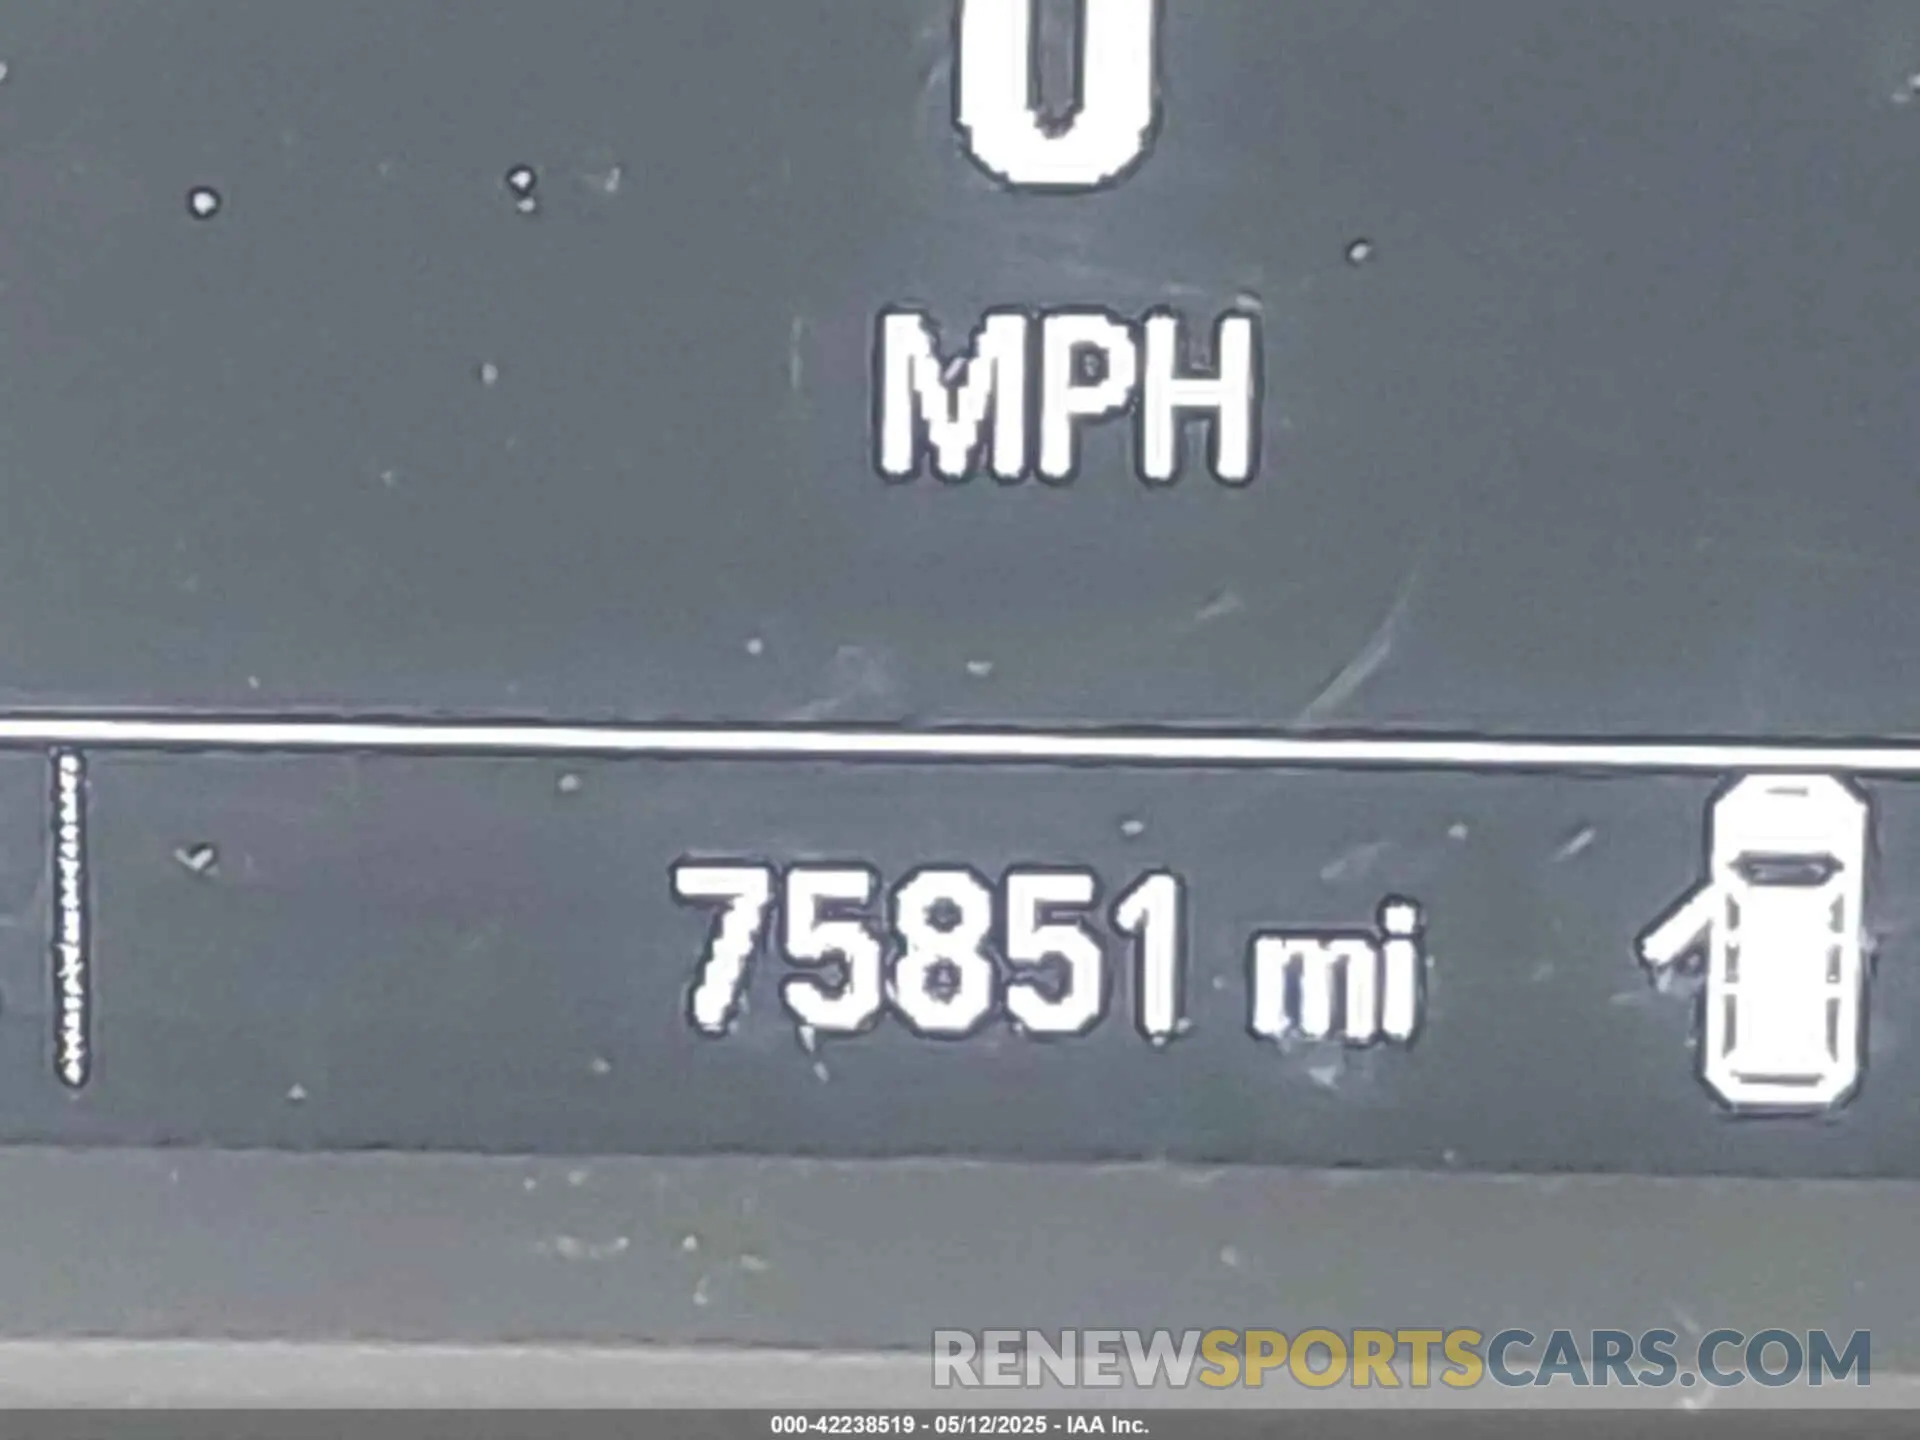 0
MPH
75851 mi
RENEWSPORTSCARS.COM
000-42238519 - 05/12/2025 - IAA Inc.